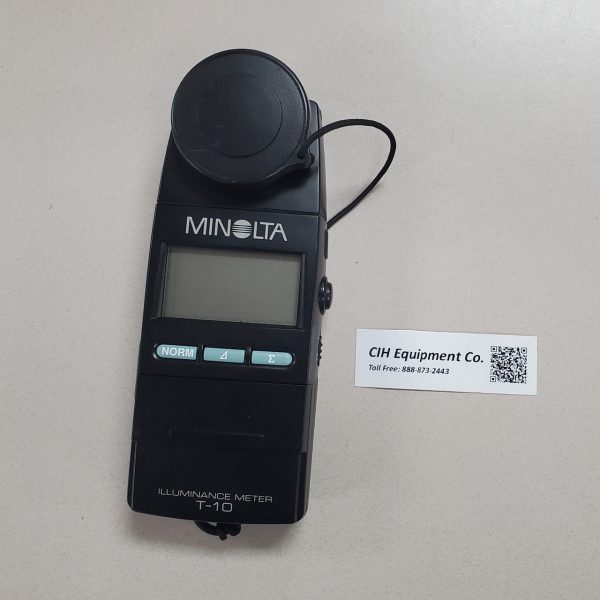 MINOLTA
NORM ⊿ Σ
ILLUMINANCE METER
T-10
CIH Equipment Co.
Toll Free: 888-873-2443